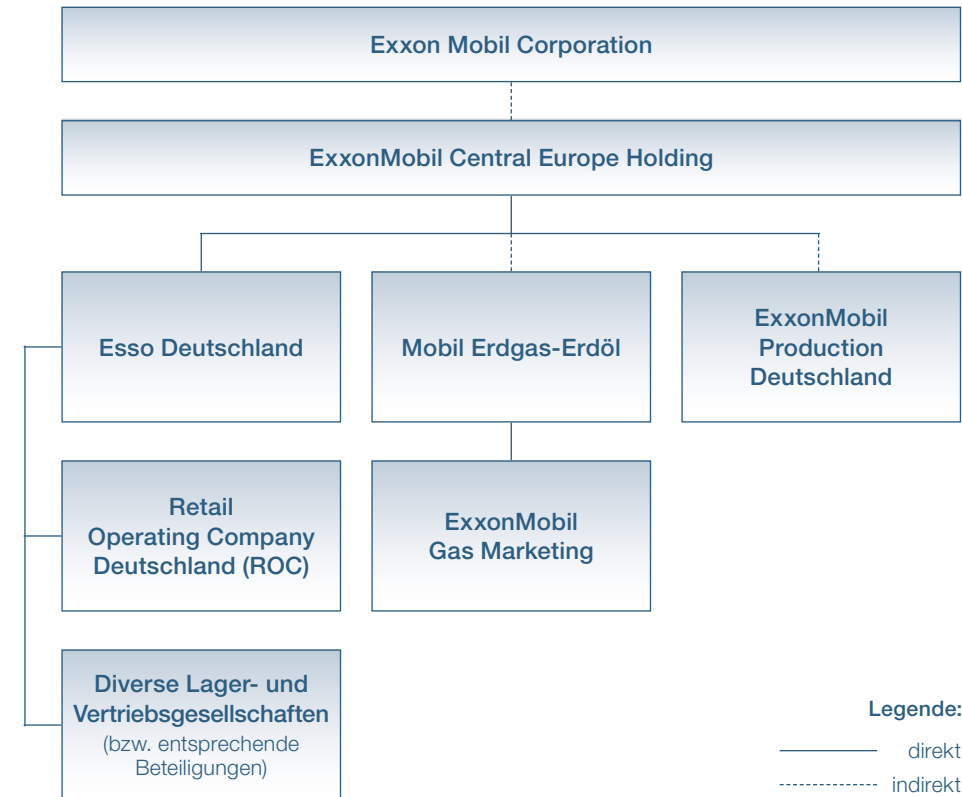 Exxon Mobil Corporation
ExxonMobil Central Europe Holding
Esso Deutschland
Mobil Erdgas-Erdöl
ExxonMobil
Production
Deutschland
Retail
Operating Company
Deutschland (ROC)
ExxonMobil
Gas Marketing
Diverse Lager- und
Vertriebsgesellschaften
(bzw. entsprechende
Beteiligungen)
Legende:
direkt
indirekt